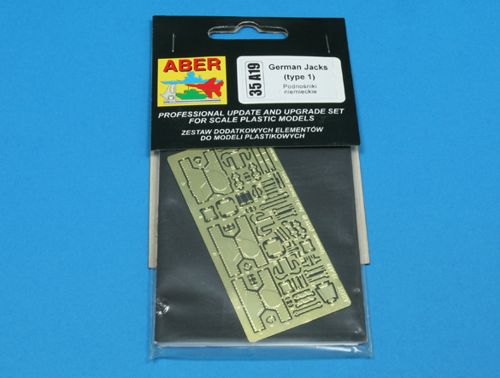 ABER
35 A19
German Jacks
(type 1)
Podnośniki
niemieckie
PROFESSIONAL UPDATE AND UPGRADE SET
FOR SCALE PLASTIC MODELS
ZESTAW DODATKOWYCH ELEMENTÓW
DO MODELI PLASTIKOWYCH